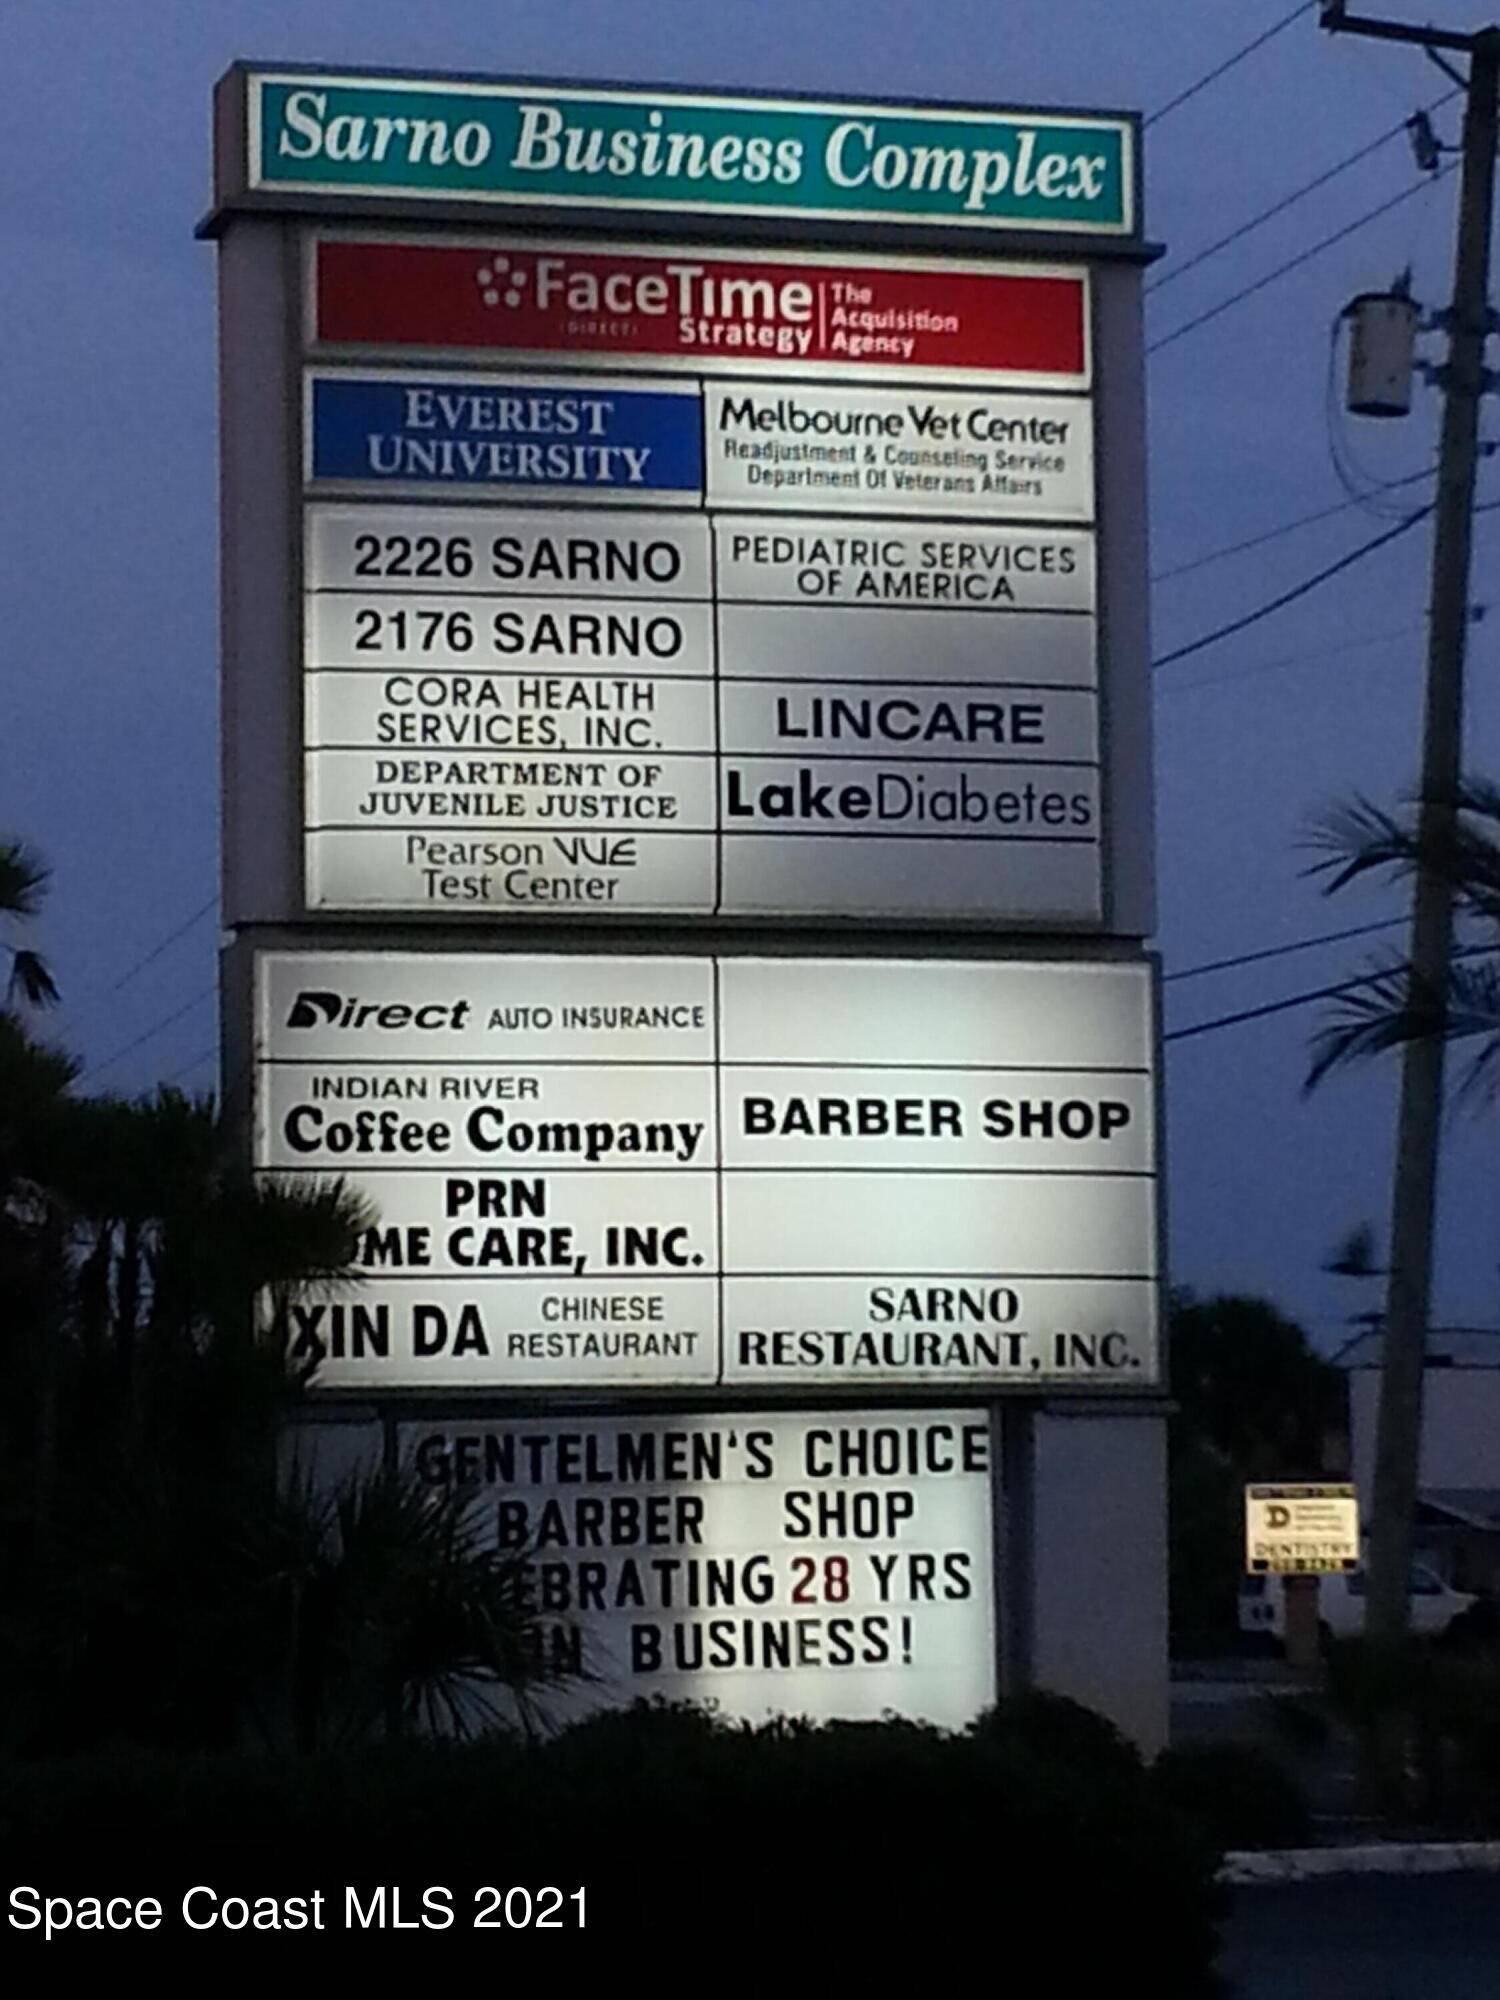 Sarno Business Complex
FaceTime
(DIRECT)
Strategy
The
Acquisition
Agency
EVEREST
UNIVERSITY
Melbourne Vet Center
Readjustment & Counseling Service
Department Of Veterans Affairs
2226 SARNO
PEDIATRIC SERVICES
OF AMERICA
2176 SARNO
CORA HEALTH
SERVICES, INC.
LINCARE
DEPARTMENT OF
JUVENILE JUSTICE
LakeDiabetes
Pearson VUE
Test Center
Direct AUTO INSURANCE
INDIAN RIVER
Coffee Company
BARBER SHOP
PRN
ME CARE, INC.
XIN DA CHINESE
RESTAURANT
SARNO
RESTAURANT, INC.
GENTELMEN'S CHOICE
BARBER SHOP
EBRATING 28 YRS
IN BUSINESS!
D
DENTISTRY
Space Coast MLS 2021